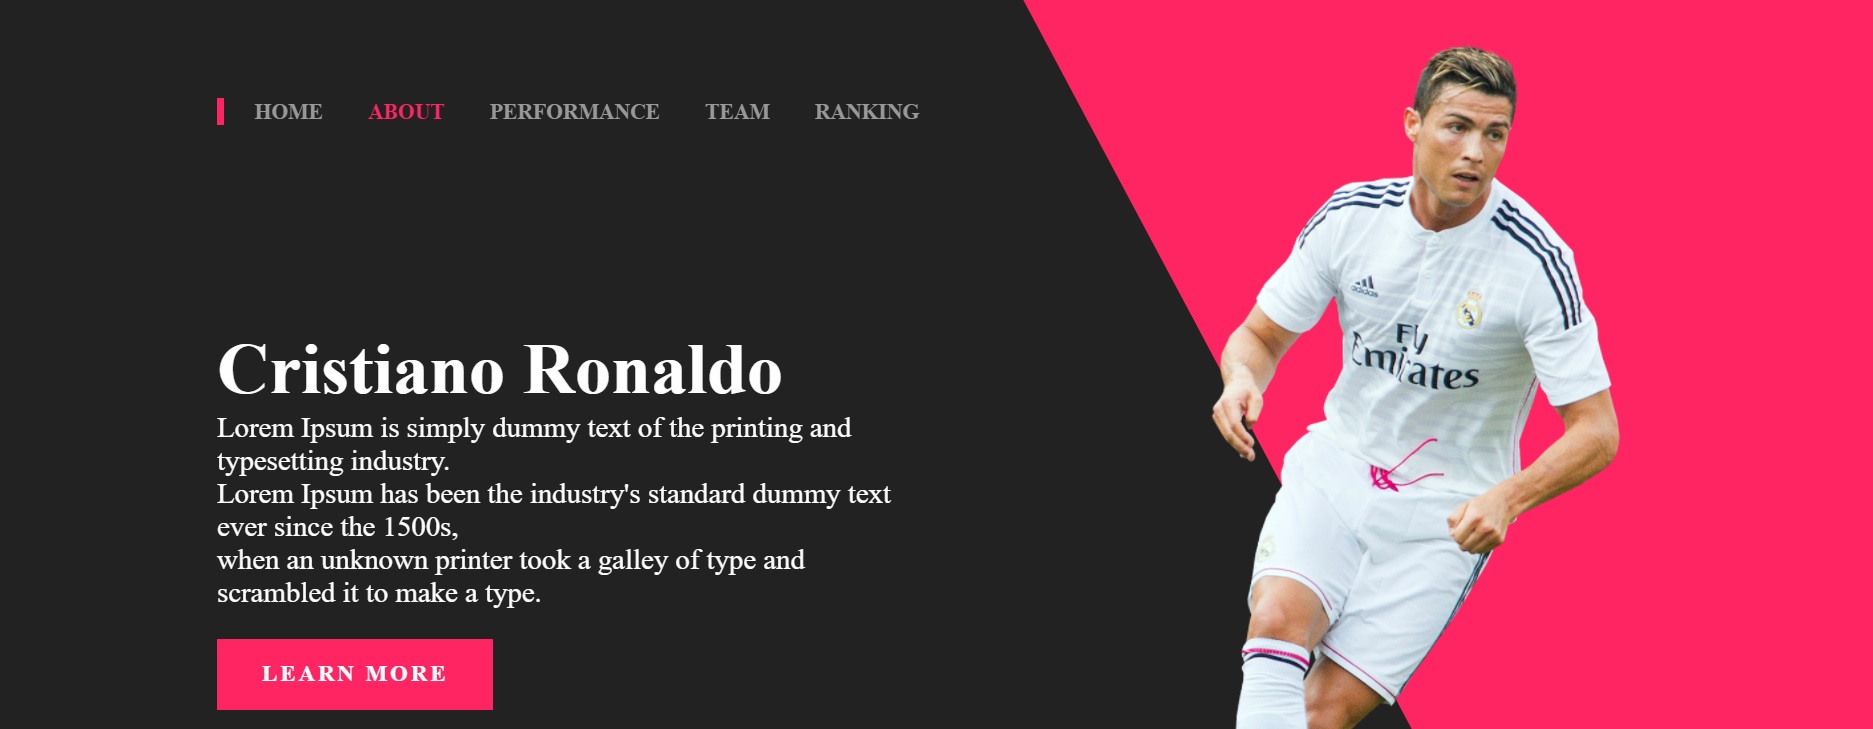 HOME ABOUT PERFORMANCE TEAM RANKING
Cristiano Ronaldo
Lorem Ipsum is simply dummy text of the printing and
typesetting industry.
Lorem Ipsum has been the industry's standard dummy text
ever since the 1500s,
when an unknown printer took a galley of type and
scrambled it to make a type.
LEARN MORE
adidas
Fly
Emirates